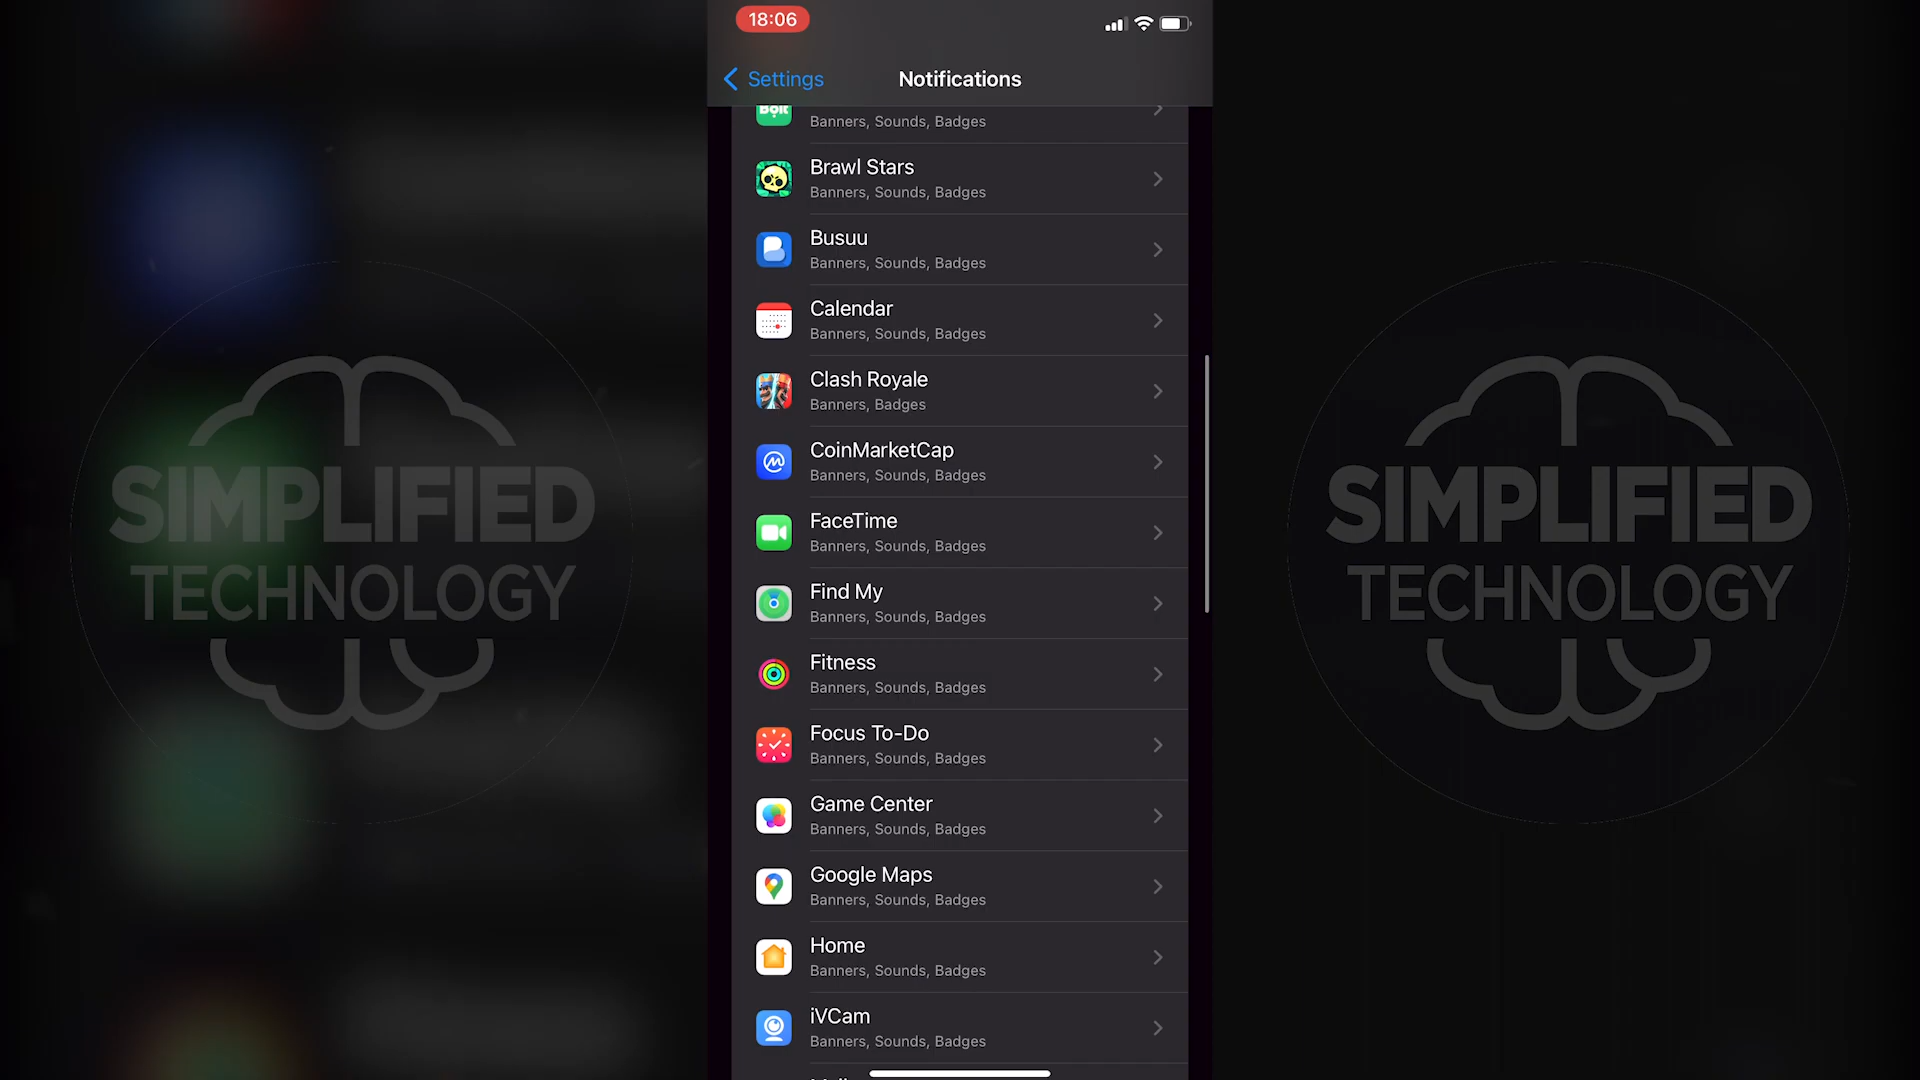 18:06
Settings
Notifications
Bolt
Banners, Sounds, Badges
Brawl Stars
Banners, Sounds, Badges
Busuu
Banners, Sounds, Badges
Calendar
Banners, Sounds, Badges
Clash Royale
Banners, Badges
CoinMarketCap
Banners, Sounds, Badges
FaceTime
Banners, Sounds, Badges
Find My
Banners, Sounds, Badges
Fitness
Banners, Sounds, Badges
Focus To-Do
Banners, Sounds, Badges
Game Center
Banners, Sounds, Badges
Google Maps
Banners, Sounds, Badges
Home
Banners, Sounds, Badges
iVCam
Banners, Sounds, Badges
SIMPLIFIED
TECHNOLOGY
SIMPLIFIED
TECHNOLOGY